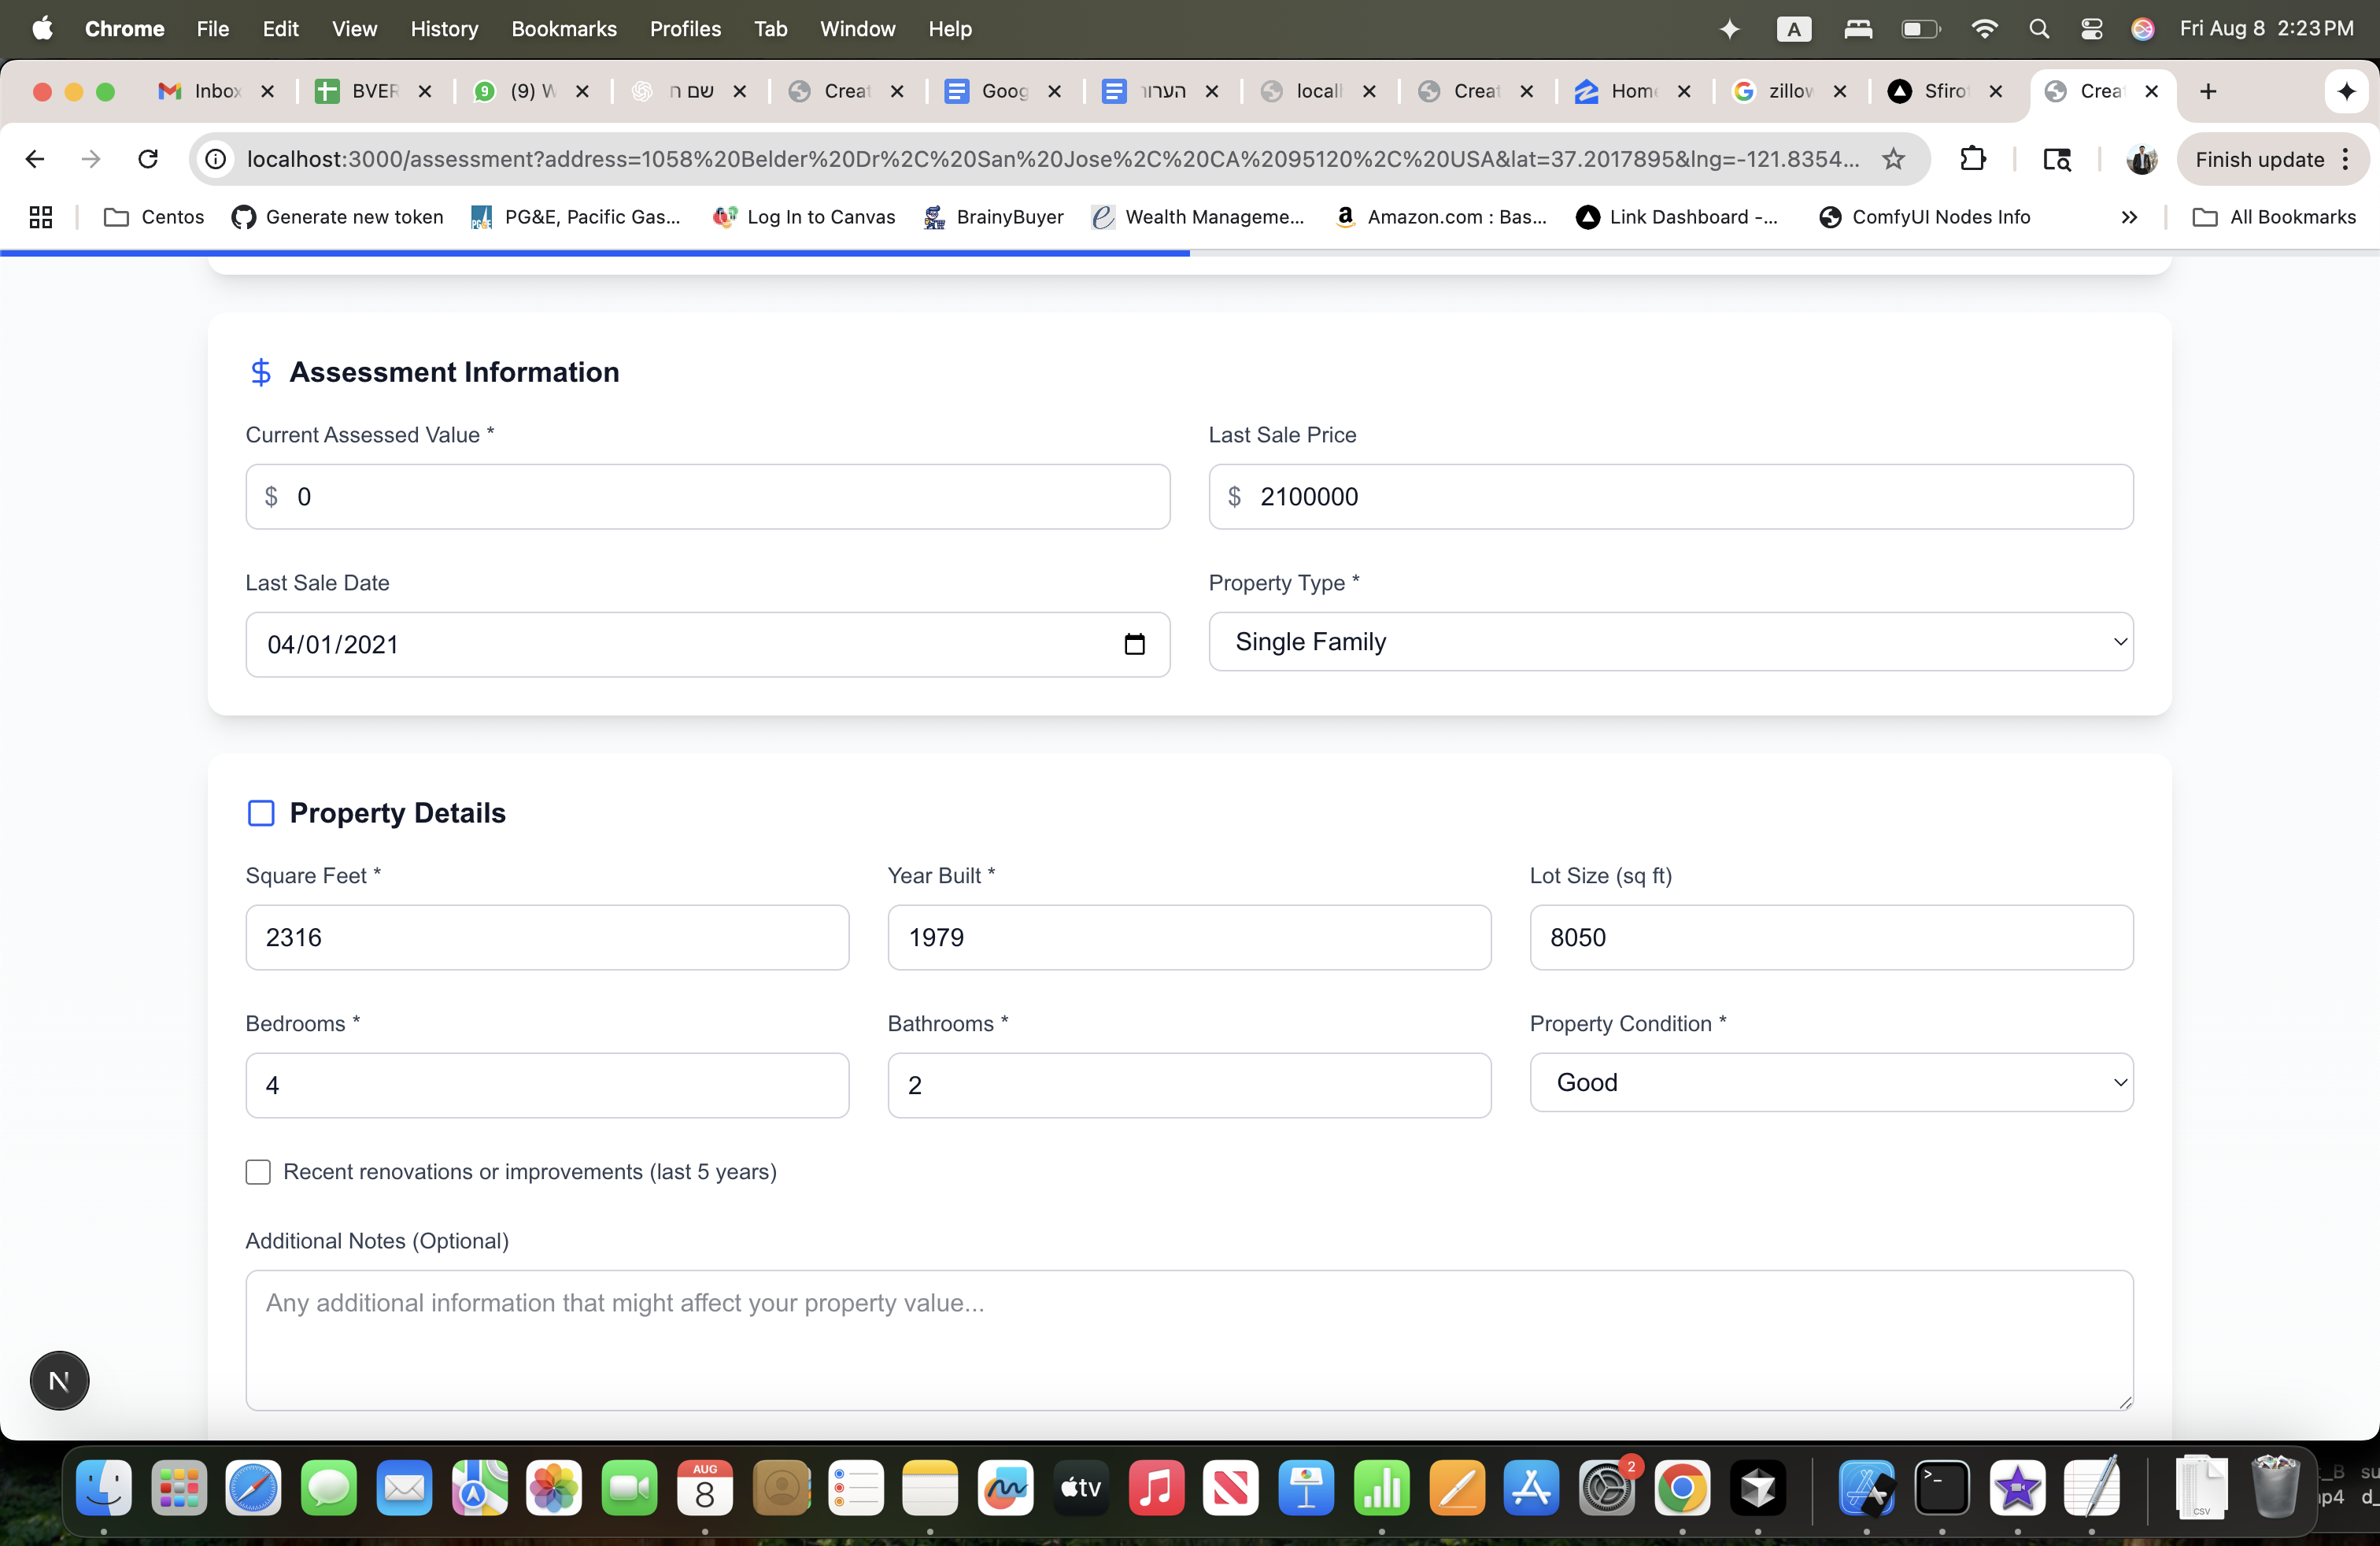 Chrome File Edit View History Bookmarks Profiles Tab Window Help A Fri Aug 8 2:23 PM
Inbox BVER 9 (9) W שם ח Creat Goog הערור locall Creat Home zillow Sfirot Crea
localhost:3000/assessment?address=1058%20Belder%20Dr%2C%20San%20Jose%2C%20CA%2095120%2C%20USA&lat=37.2017895&lng=-121.8354... Finish update
Centos Generate new token PG&E, Pacific Gas... Log In to Canvas BrainyBuyer Wealth Manageme... Amazon.com : Bas... Link Dashboard -... ComfyUI Nodes Info » All Bookmarks
$ Assessment Information
Current Assessed Value * Last Sale Price
$ 0 $ 2100000
Last Sale Date Property Type *
04/01/2021 Single Family
Property Details
Square Feet * Year Built * Lot Size (sq ft)
2316 1979 8050
Bedrooms * Bathrooms * Property Condition *
4 2 Good
Recent renovations or improvements (last 5 years)
Additional Notes (Optional)
Any additional information that might affect your property value...
N
AUG
8
tv
2
CSV